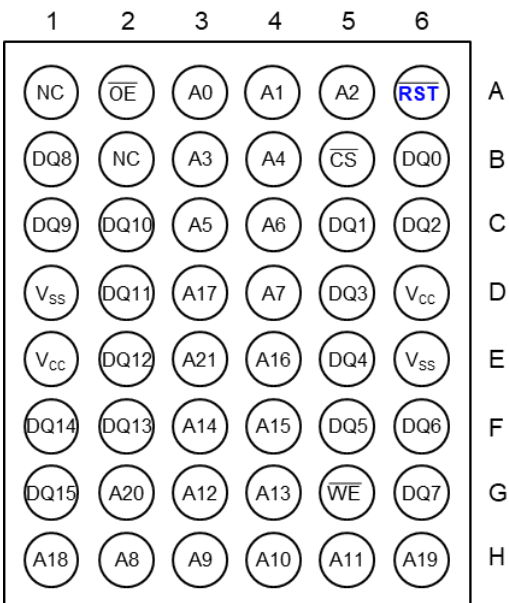 1 2 3 4 5 6
NC OE A0 A1 A2 RST A
DQ8 NC A3 A4 CS DQ0 B
DQ9 DQ10 A5 A6 DQ1 DQ2 C
VSS DQ11 A17 A7 DQ3 VCC D
VCC DQ12 A21 A16 DQ4 VSS E
DQ14 DQ13 A14 A15 DQ5 DQ6 F
DQ15 A20 A12 A13 WE DQ7 G
A18 A8 A9 A10 A11 A19 H